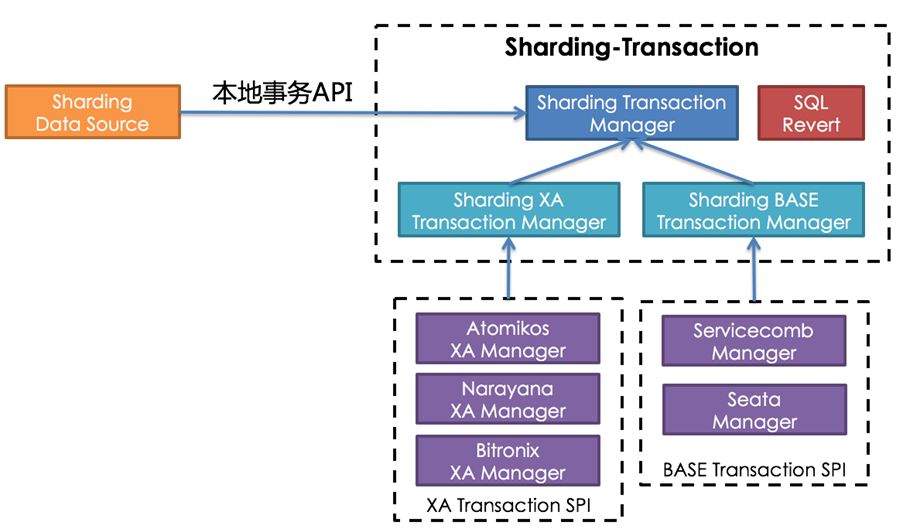 Sharding-Transaction
本地事务API
Sharding
Data Source
Sharding Transaction
Manager
SQL
Revert
Sharding XA
Transaction Manager
Sharding BASE
Transaction Manager
Atomikos
XA Manager
Narayana
XA Manager
Bitronix
XA Manager
XA Transaction SPI
Servicecomb
Manager
Seata
Manager
BASE Transaction SPI